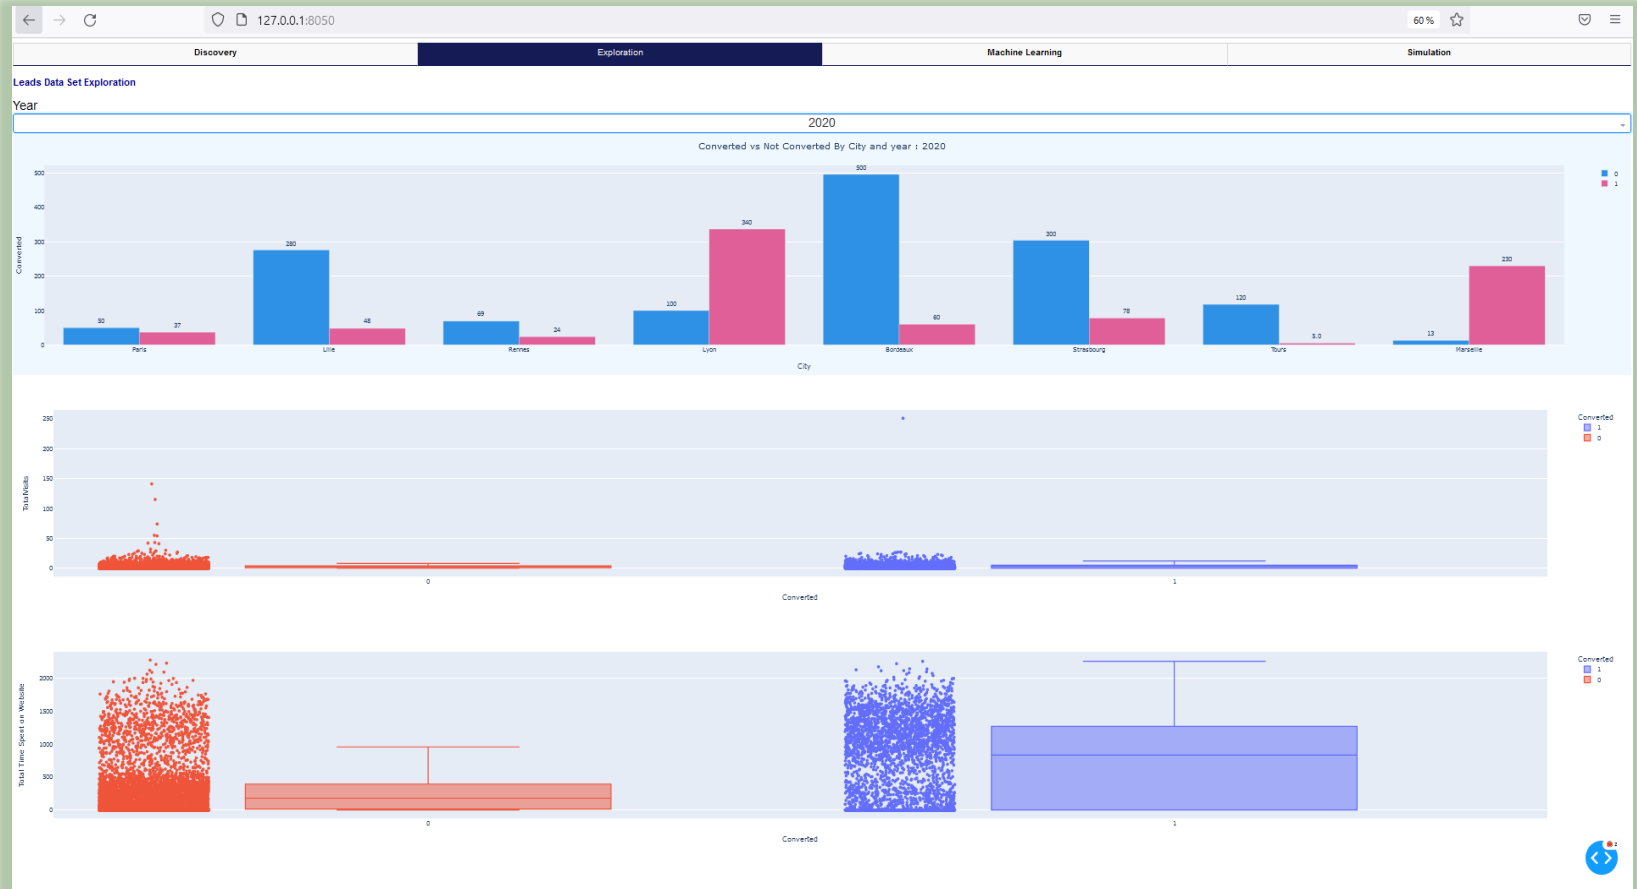 127.0.0.1:8050
60%
Discovery Exploration Machine Learning Simulation
Leads Data Set Exploration
Year
2020
Converted vs Not Converted By City and year : 2020
500
400
300
200
100
0
Converted
50 37 280 48 69 24 100 340 500 60 300 78 120 5.0 13 230
Paris Lille Rennes Lyon Bordeaux Strasbourg Tours Marseille
City
0
1
250
200
150
100
50
0
TotalVisits
0 1
Converted
Converted
1
0
2000
1500
1000
500
0
Total Time Spent on Website
0 1
Converted
Converted
1
0
2